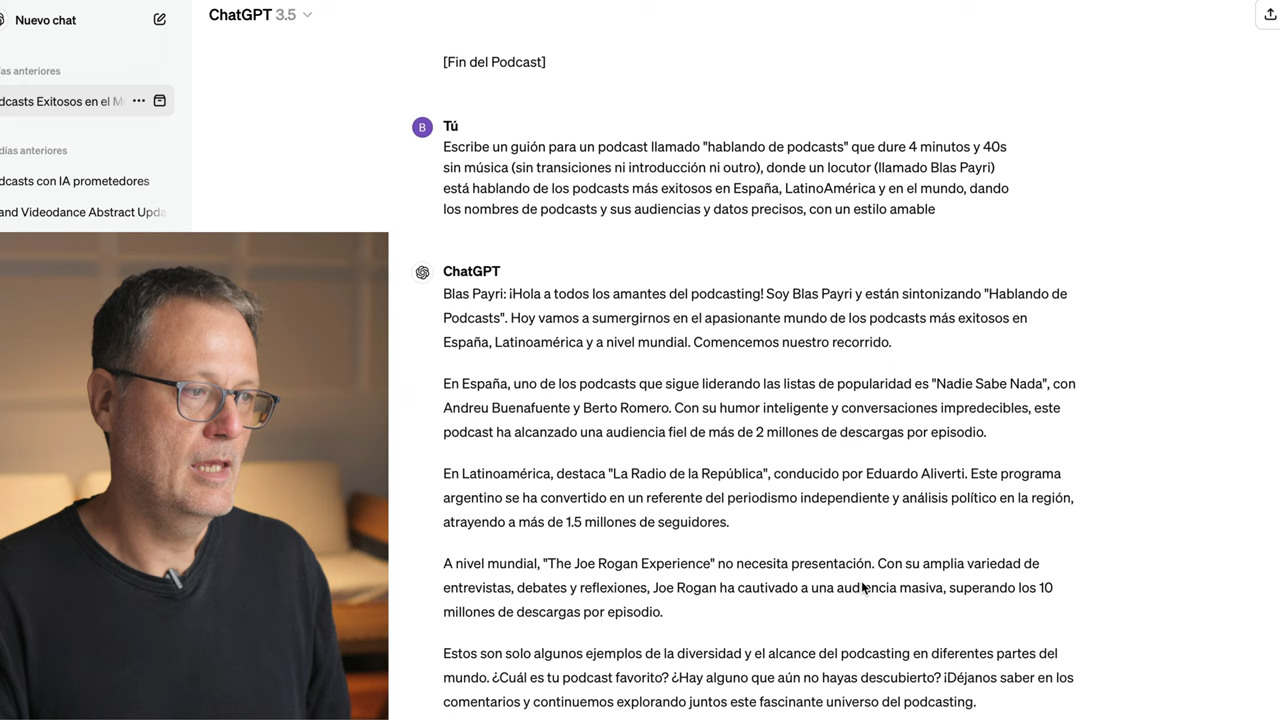 Nuevo chat
ChatGPT 3.5
ías anteriores
dcasts Exitosos en el M
días anteriores
dcasts con IA prometedores
and Videodance Abstract Upda
[Fin del Podcast]
B
Tú
Escribe un guión para un podcast llamado "hablando de podcasts" que dure 4 minutos y 40s
sin música (sin transiciones ni introducción ni outro), donde un locutor (llamado Blas Payri)
está hablando de los podcasts más exitosos en España, LatinoAmérica y en el mundo, dando
los nombres de podcasts y sus audiencias y datos precisos, con un estilo amable
ChatGPT
Blas Payri: ¡Hola a todos los amantes del podcasting! Soy Blas Payri y están sintonizando "Hablando de
Podcasts". Hoy vamos a sumergirnos en el apasionante mundo de los podcasts más exitosos en
España, Latinoamérica y a nivel mundial. Comencemos nuestro recorrido.
En España, uno de los podcasts que sigue liderando las listas de popularidad es "Nadie Sabe Nada", con
Andreu Buenafuente y Berto Romero. Con su humor inteligente y conversaciones impredecibles, este
podcast ha alcanzado una audiencia fiel de más de 2 millones de descargas por episodio.
En Latinoamérica, destaca "La Radio de la República", conducido por Eduardo Aliverti. Este programa
argentino se ha convertido en un referente del periodismo independiente y análisis político en la región,
atrayendo a más de 1.5 millones de seguidores.
A nivel mundial, "The Joe Rogan Experience" no necesita presentación. Con su amplia variedad de
entrevistas, debates y reflexiones, Joe Rogan ha cautivado a una audiencia masiva, superando los 10
millones de descargas por episodio.
Estos son solo algunos ejemplos de la diversidad y el alcance del podcasting en diferentes partes del
mundo. ¿Cuál es tu podcast favorito? ¿Hay alguno que aún no hayas descubierto? ¡Déjanos saber en los
comentarios y continuemos explorando juntos este fascinante universo del podcasting.